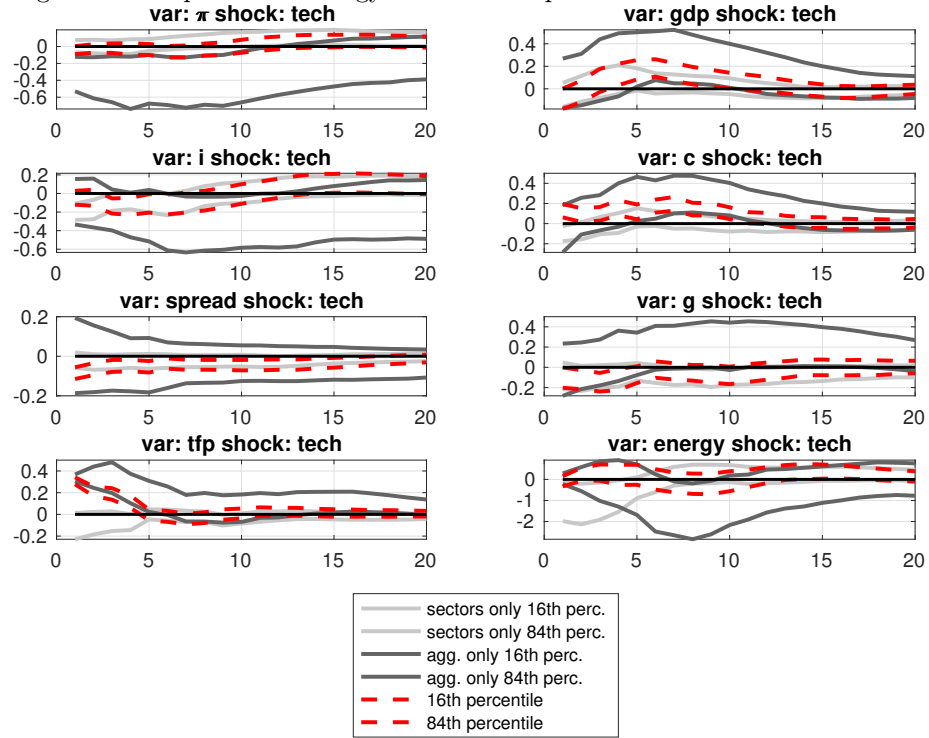 var: π shock: tech
0
-0.2
-0.4
-0.6
0 5 10 15 20
var: gdp shock: tech
0.4
0.2
0
0 5 10 15 20
var: i shock: tech
0.2
0
-0.2
-0.4
-0.6
0 5 10 15 20
var: c shock: tech
0.4
0.2
0
-0.2
0 5 10 15 20
var: spread shock: tech
0.2
0
-0.2
0 5 10 15 20
var: g shock: tech
0.4
0.2
0
-0.2
0 5 10 15 20
var: tfp shock: tech
0.4
0.2
0
-0.2
0 5 10 15 20
var: energy shock: tech
0
-1
-2
0 5 10 15 20
sectors only 16th perc.
sectors only 84th perc.
agg. only 16th perc.
agg. only 84th perc.
16th percentile
84th percentile